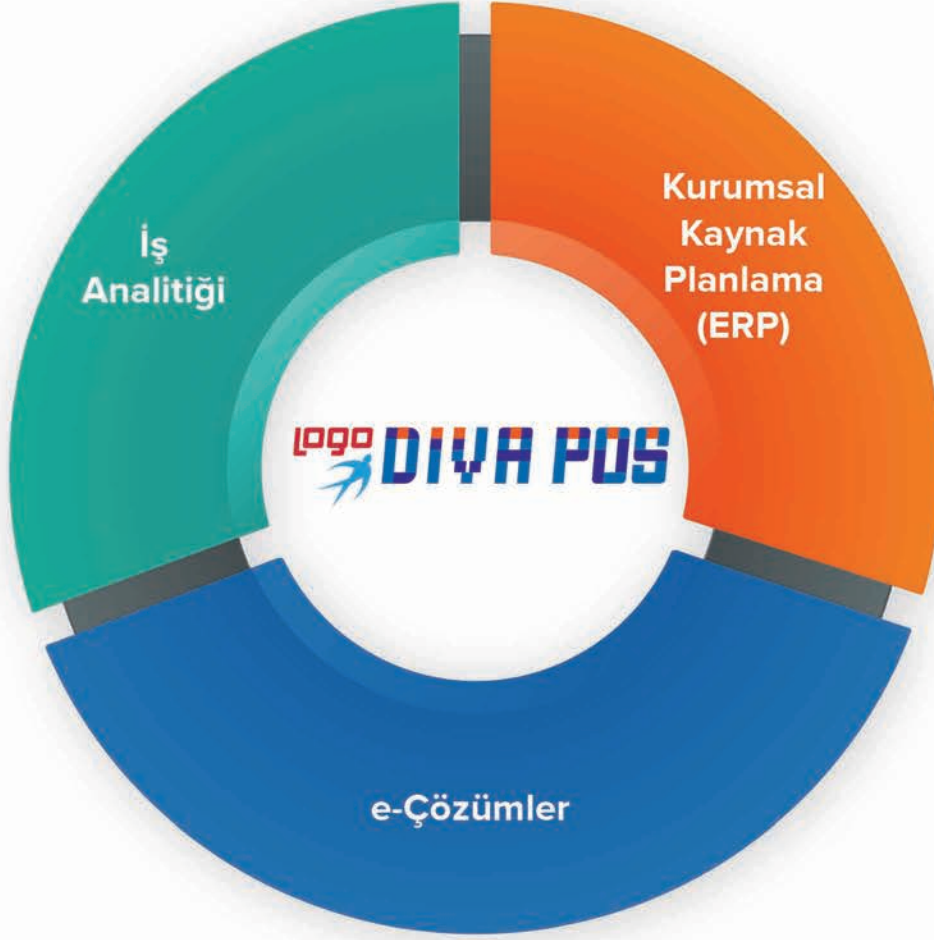 İş
Analitiği
Kurumsal
Kaynak
Planlama
(ERP)
LOGO DIVA POS
e-Çözümler